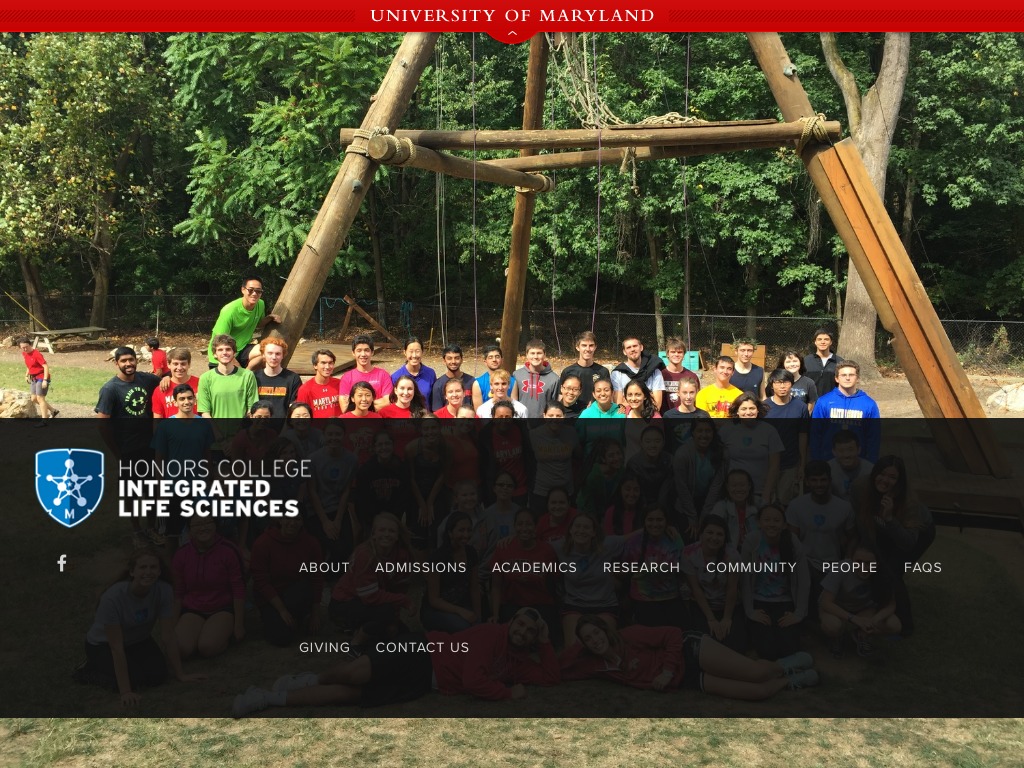 UNIVERSITY OF MARYLAND
HONORS COLLEGE
INTEGRATED
LIFE SCIENCES
M
ABOUT ADMISSIONS ACADEMICS RESEARCH COMMUNITY PEOPLE FAQS
GIVING CONTACT US